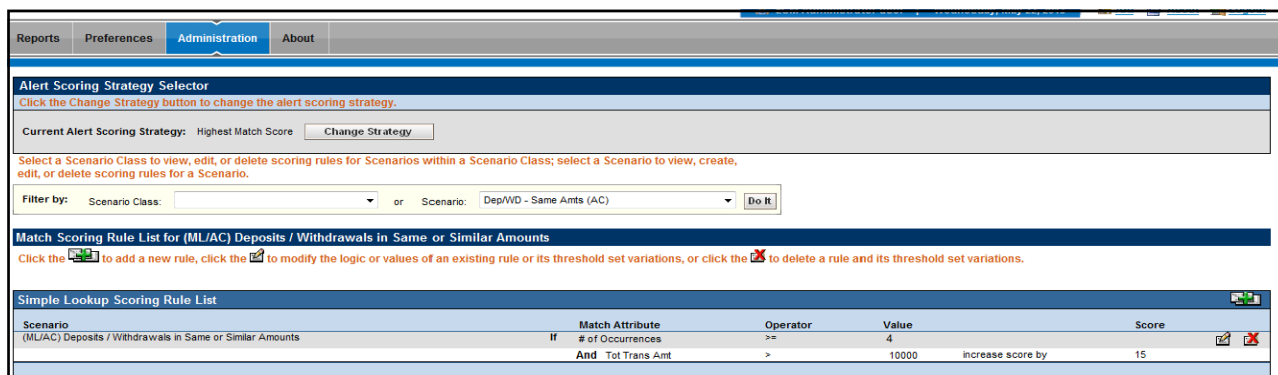 Reports Preferences Administration About
Alert Scoring Strategy Selector
Click the Change Strategy button to change the alert scoring strategy.
Current Alert Scoring Strategy: Highest Match Score Change Strategy
Select a Scenario Class to view, edit, or delete scoring rules for Scenarios within a Scenario Class; select a Scenario to view, create,
edit, or delete scoring rules for a Scenario.
Filter by: Scenario Class: or Scenario: Dep/WD - Same Amts (AC) Do It
Match Scoring Rule List for (ML/AC) Deposits / Withdrawals in Same or Similar Amounts
Click the to add a new rule, click the to modify the logic or values of an existing rule or its threshold set variations, or click the to delete a rule and its threshold set variations.
Simple Lookup Scoring Rule List
Scenario Match Attribute Operator Value Score
(ML/AC) Deposits / Withdrawals in Same or Similar Amounts If # of Occurrences >= 4
And Tot Trans Amt > 10000 increase score by 15